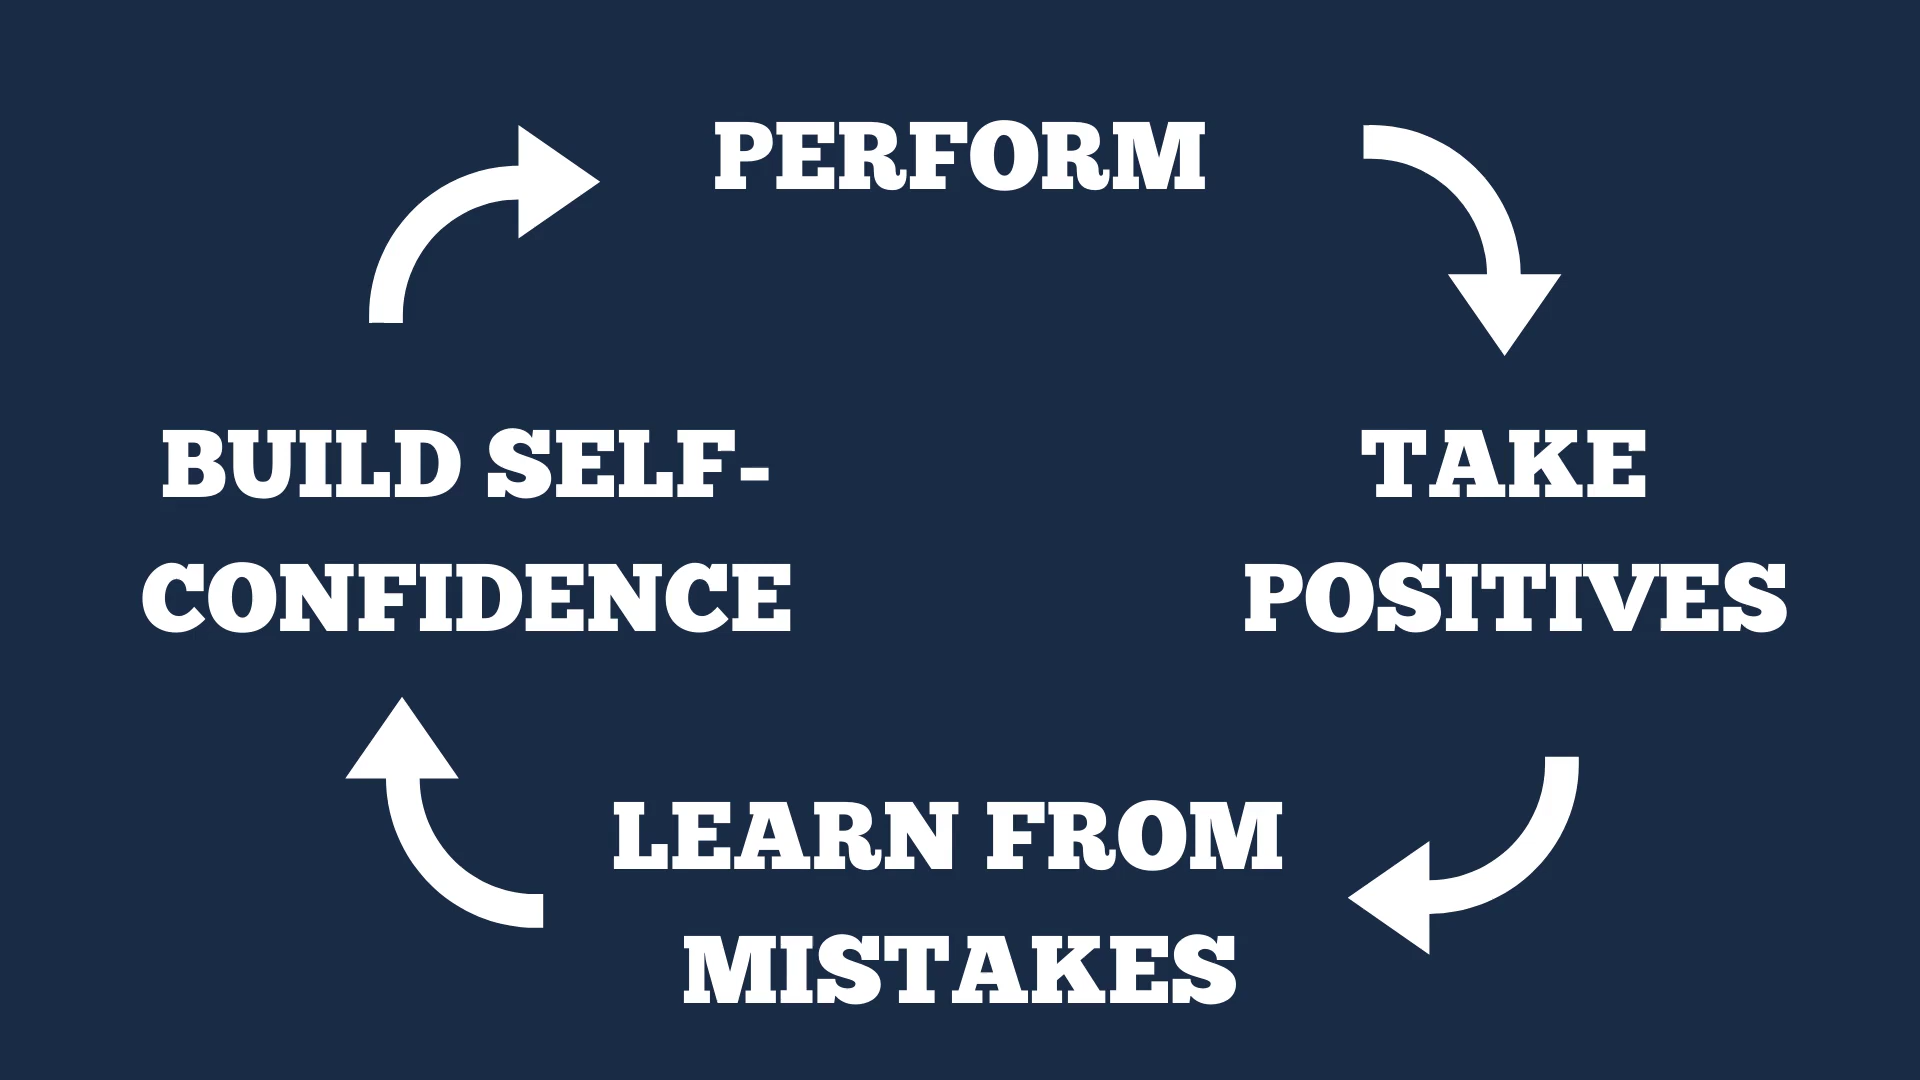 PERFORM
BUILD SELF-
CONFIDENCE
TAKE
POSITIVES
LEARN FROM
MISTAKES